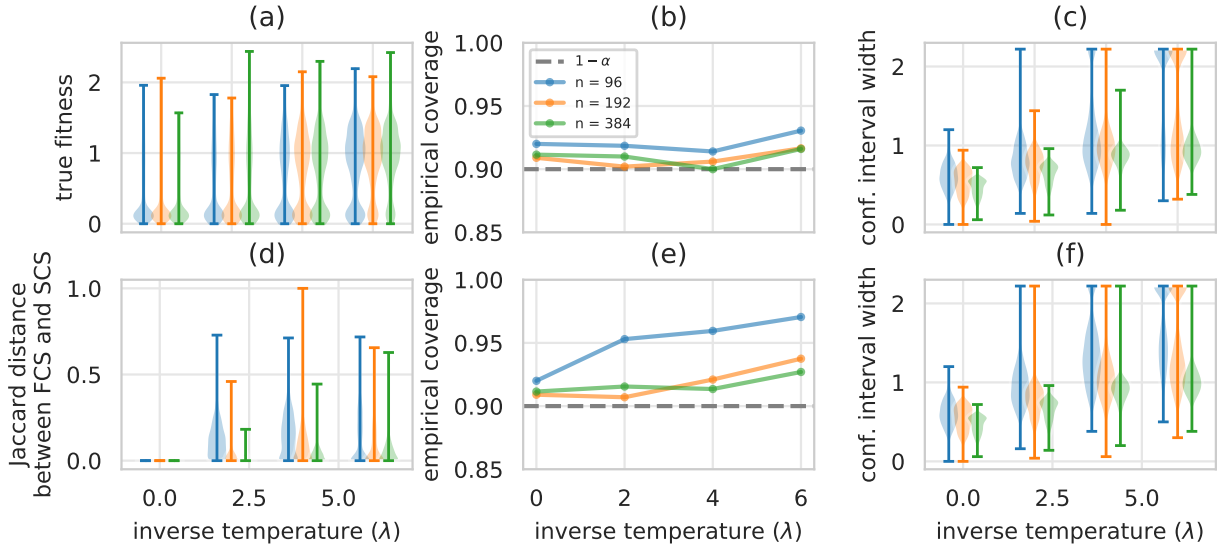 (a)
true fitness
2
1
0
(b)
empirical coverage
1.00
0.95
0.90
0.85
1 − α
n = 96
n = 192
n = 384
(c)
conf. interval width
2
1
0
(d)
Jaccard distance
between FCS and SCS
1.0
0.5
0.0
0.0
2.5
5.0
inverse temperature (λ)
(e)
empirical coverage
1.00
0.95
0.90
0.85
0
2
4
6
inverse temperature (λ)
(f)
conf. interval width
2
1
0
0.0
2.5
5.0
inverse temperature (λ)